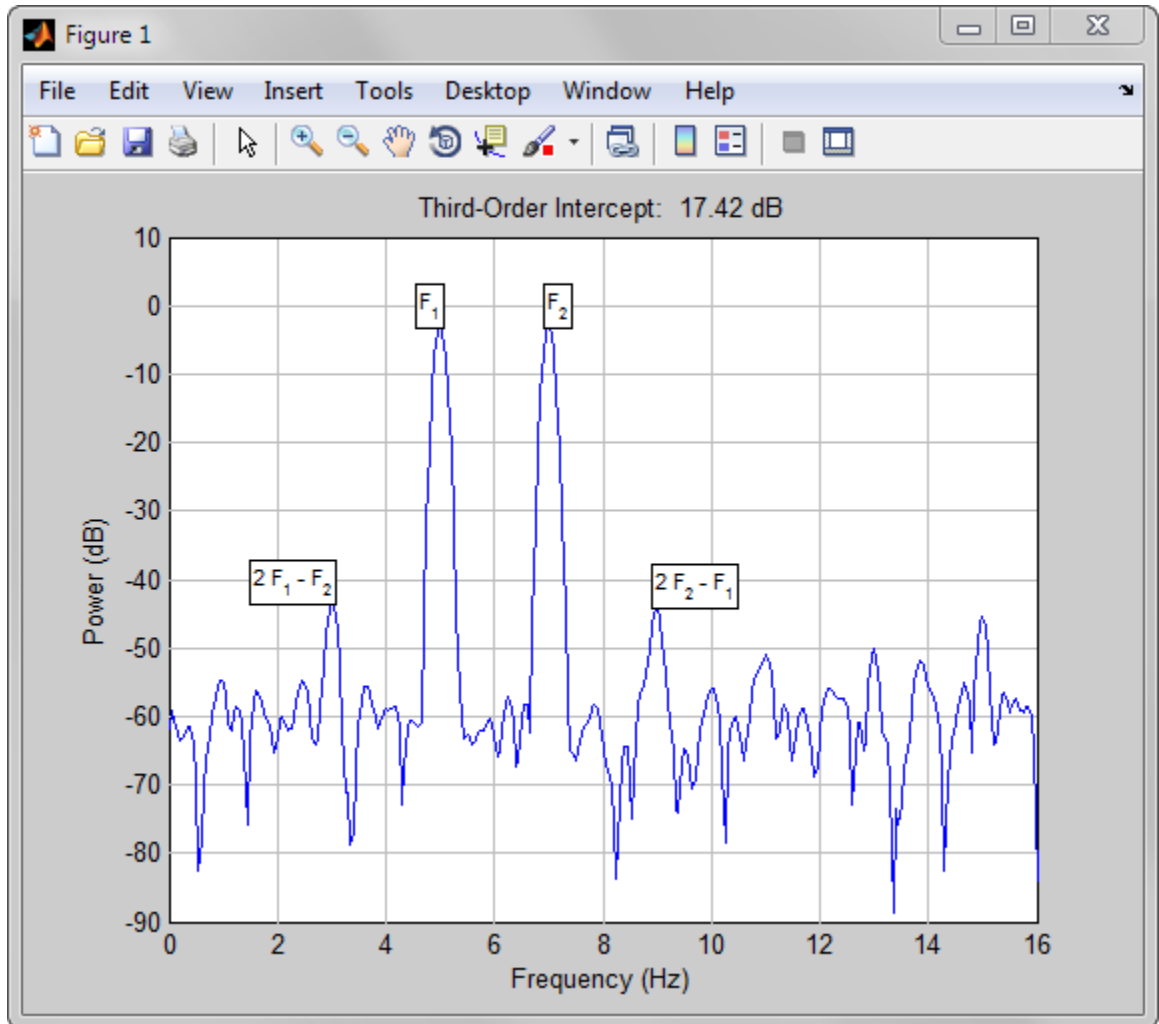 Figure 1
File Edit View Insert Tools Desktop Window Help
Third-Order Intercept: 17.42 dB
10
0
-10
-20
-30
-40
-50
-60
-70
-80
-90
Power (dB)
F1
F2
2 F1 - F2
2 F2 - F1
0 2 4 6 8 10 12 14 16
Frequency (Hz)